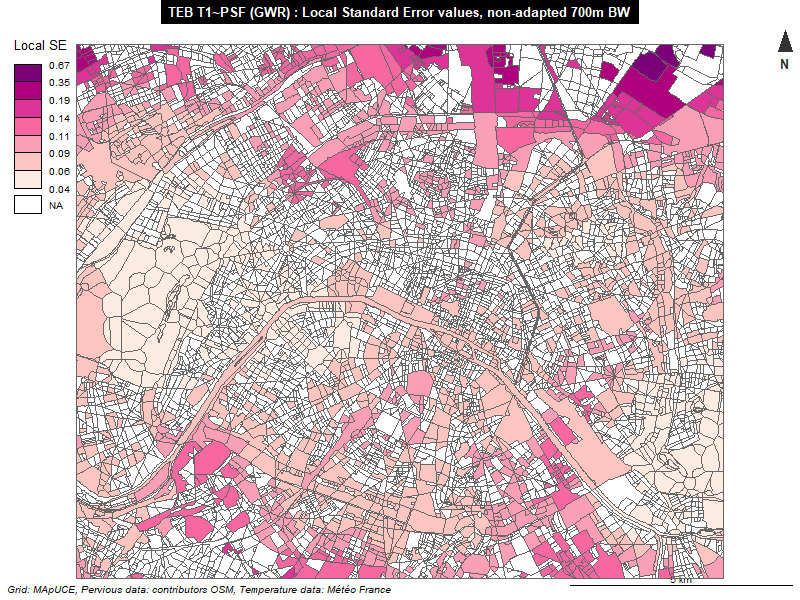 TEB T1~PSF (GWR) : Local Standard Error values, non-adapted 700m BW
Local SE
0.67
0.35
0.19
0.14
0.11
0.09
0.06
0.04
NA
N
5 km
Grid: MApUCE, Pervious data: contributors OSM, Temperature data: Météo France